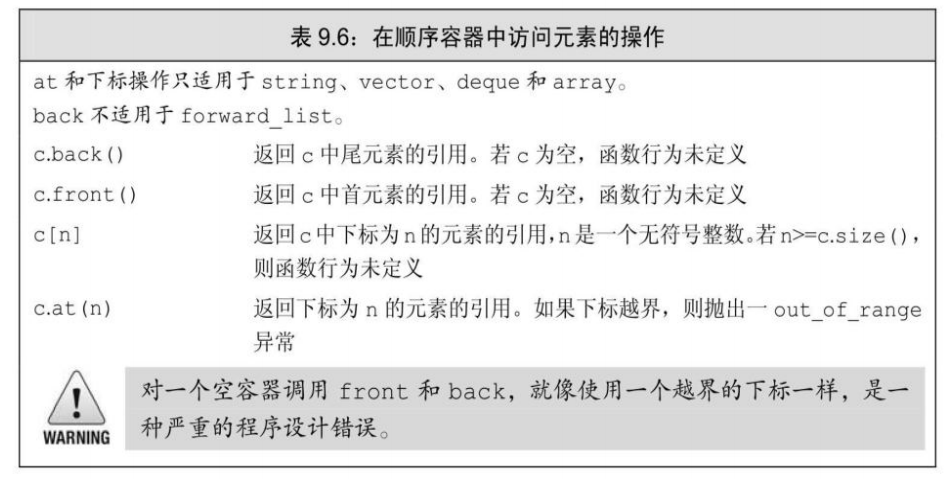 表 9.6：在顺序容器中访问元素的操作
at 和下标操作只适用于 string、vector、deque 和 array。
back 不适用于 forward_list。
c.back() 返回 c 中尾元素的引用。若 c 为空，函数行为未定义
c.front() 返回 c 中首元素的引用。若 c 为空，函数行为未定义
c[n] 返回 c 中下标为 n 的元素的引用，n 是一个无符号整数。若 n>=c.size()，
则函数行为未定义
c.at(n) 返回下标为 n 的元素的引用。如果下标越界，则抛出一 out_of_range
异常
对一个空容器调用 front 和 back，就像使用一个越界的下标一样，是一
种严重的程序设计错误。
WARNING